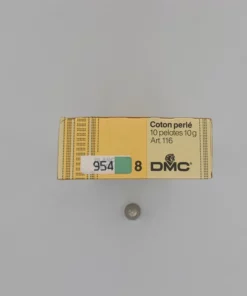 Coton perlé
10 pelotes 10g
Art. 116
954 8 DMC